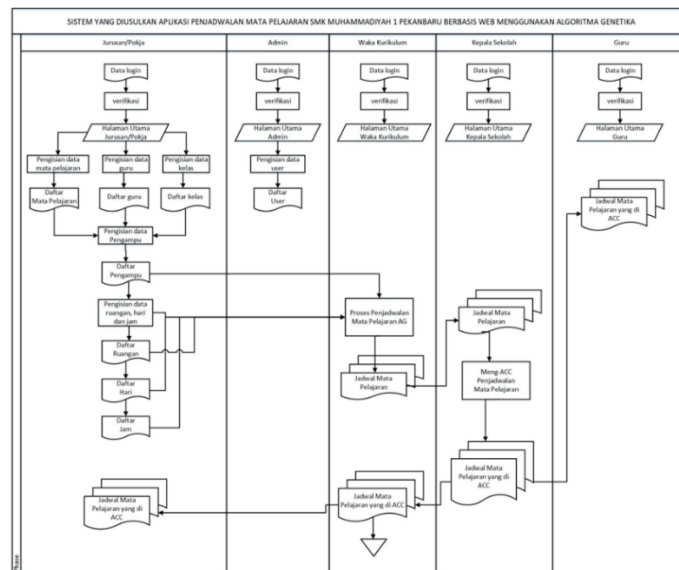 SISTEM YANG DIUSULKAN APLIKASI PENJADWALAN MATA PELAJARAN SMK MUHAMMADIYAH 1 PEKANBARU BERBASIS WEB MENGGUNAKAN ALGORITMA GENETIKA
Jurusan/Pokja
Admin
Waka Kurikulum
Kepala Sekolah
Guru
Data login
Data login
Data login
Data login
Data login
verifikasi
verifikasi
verifikasi
verifikasi
verifikasi
Halaman Utama
Jurusan/Pokja
Halaman Utama
Admin
Halaman Utama
Waka Kurikulum
Halaman Utama
Kepala Sekolah
Halaman Utama
Guru
Pengisian data
mata pelajaran
Pengisian data
guru
Pengisian data
kelas
Pengisian data
user
Daftar
Mata Pelajaran
Daftar guru
Daftar kelas
Daftar
User
Jadwal Mata
Pelajaran yang di
ACC
Pengisian data
Pengampu
Daftar
Pengampu
Pengisian data
ruangan, hari
dan jam
Proses Penjadwalan
Mata Pelajaran AG
Jadwal Mata
Pelajaran
Daftar
Ruangan
Jadwal Mata
Pelajaran
Meng ACC
Penjadwalan
Mata Pelajaran
Daftar
Hari
Daftar
Jam
Jadwal Mata
Pelajaran yang di
ACC
Jadwal Mata
Pelajaran yang di
ACC
Jadwal Mata
Pelajaran yang di
ACC
Phase